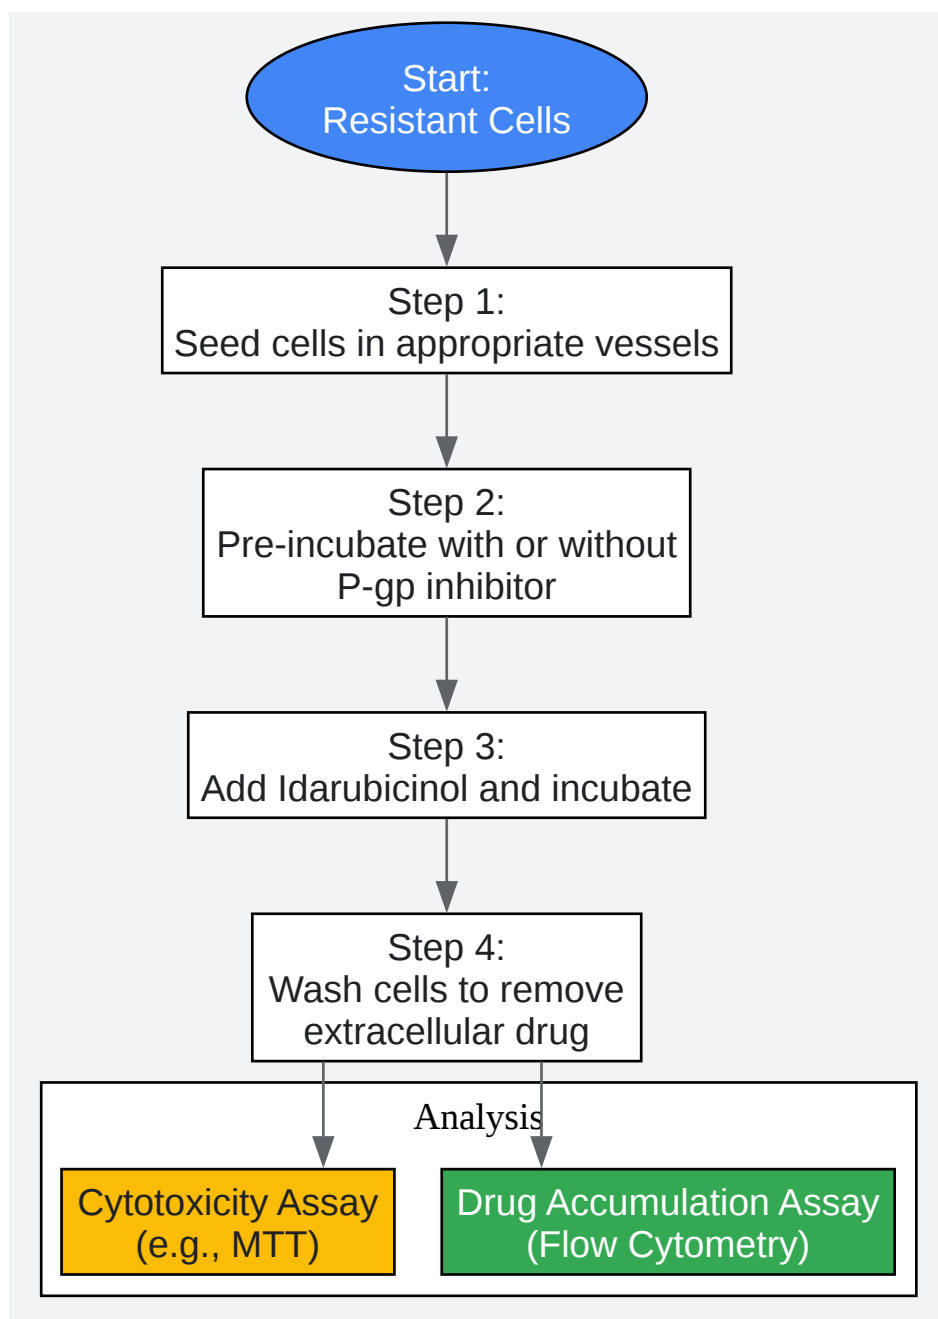 Start:
Resistant Cells
Step 1:
Seed cells in appropriate vessels
Step 2:
Pre-incubate with or without
P-gp inhibitor
Step 3:
Add Idarubicinol and incubate
Step 4:
Wash cells to remove
extracellular drug
Analysis
Cytotoxicity Assay
(e.g., MTT)
Drug Accumulation Assay
(Flow Cytometry)